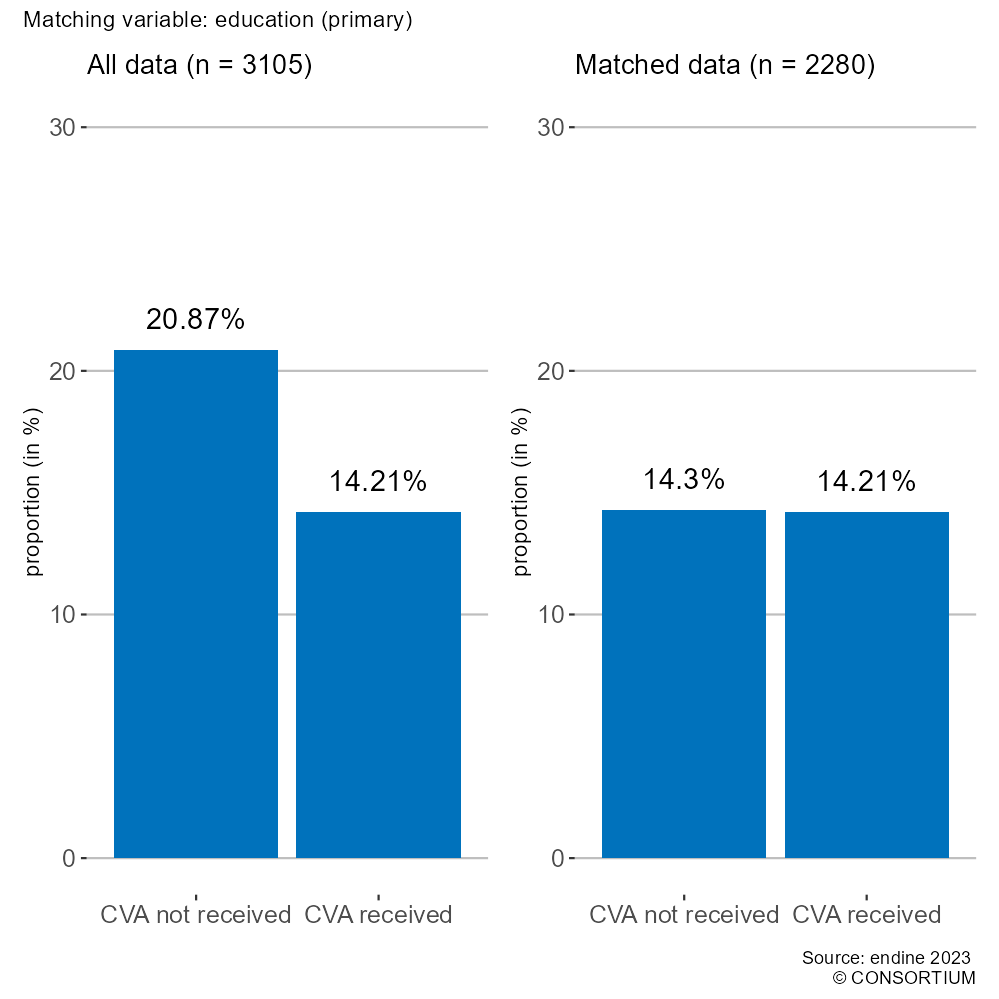 Matching variable: education (primary)
All data (n = 3105)
30
20.87%
20
14.21%
10
0
proportion (in %)
CVA not received CVA received
Matched data (n = 2280)
30
20
14.3% 14.21%
10
0
proportion (in %)
CVA not received CVA received
Source: endine 2023
© CONSORTIUM